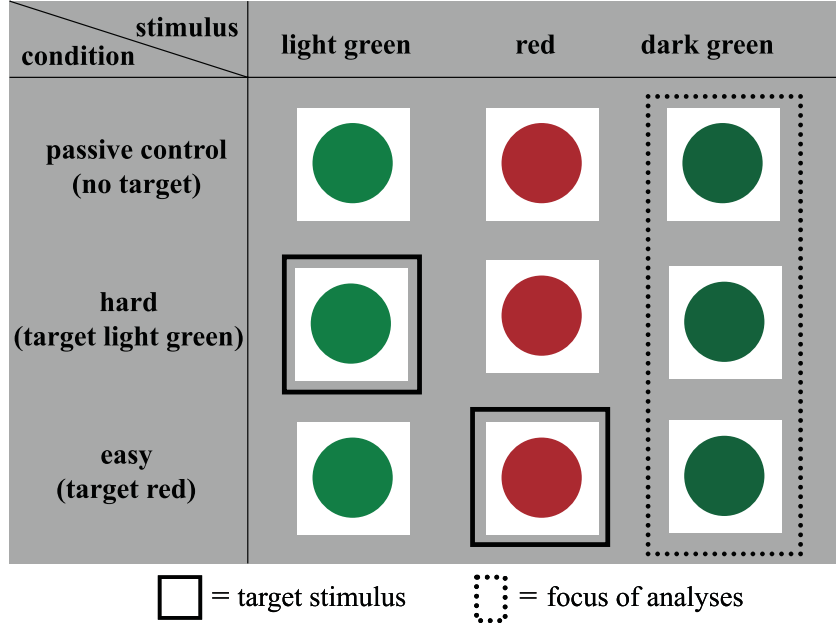 stimulus
condition
light green
red
dark green
passive control
(no target)
hard
(target light green)
easy
(target red)
= target stimulus
= focus of analyses